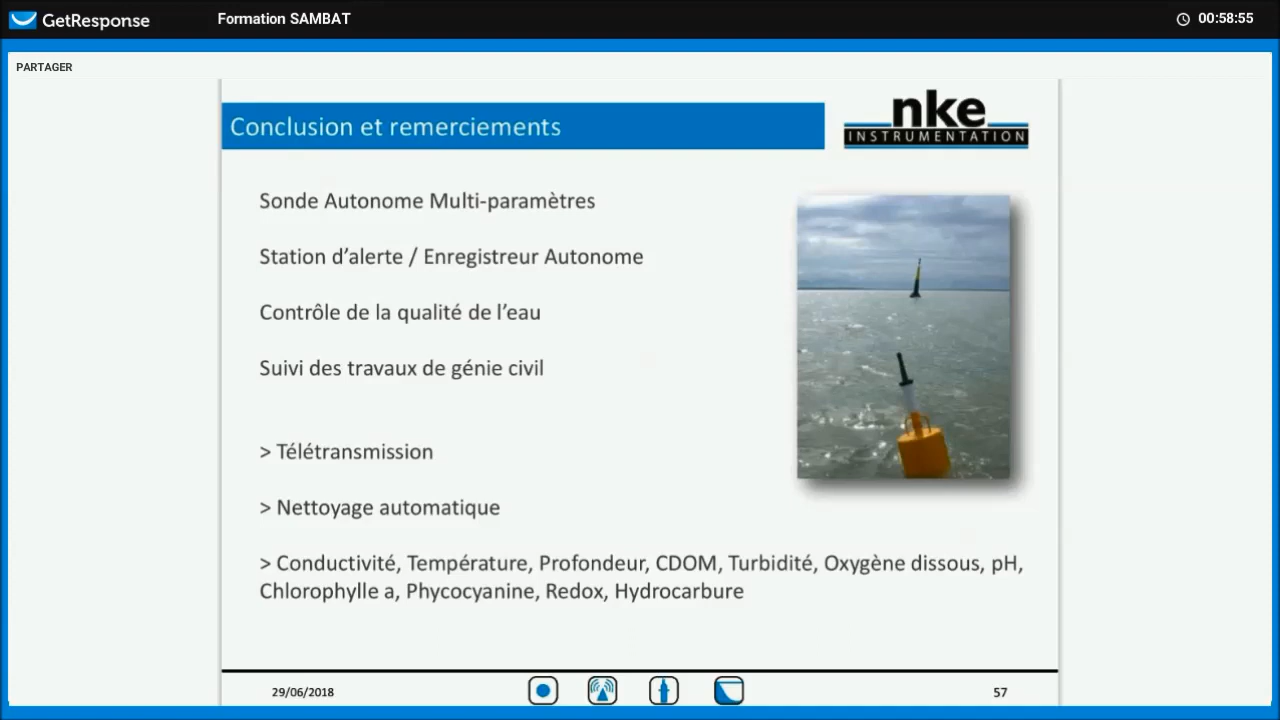 GetResponse
Formation SAMBAT
00:58:55
PARTAGER
Conclusion et remerciements
nke
INSTRUMENTATION
Sonde Autonome Multi-paramètres
Station d’alerte / Enregistreur Autonome
Contrôle de la qualité de l’eau
Suivi des travaux de génie civil
> Télétransmission
> Nettoyage automatique
> Conductivité, Température, Profondeur, CDOM, Turbidité, Oxygène dissous, pH,
Chlorophylle a, Phycocyanine, Redox, Hydrocarbure
29/06/2018
57